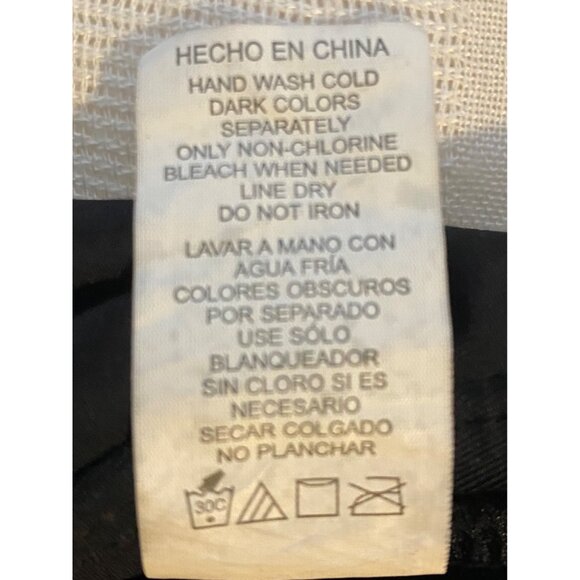 HECHO EN CHINA
HAND WASH COLD
DARK COLORS
SEPARATELY
ONLY NON-CHLORINE
BLEACH WHEN NEEDED
LINE DRY
DO NOT IRON
LAVAR A MANO CON
AGUA FRÍA
COLORES OBSCUROS
POR SEPARADO
USE SÓLO
BLANQUEADOR
SIN CLORO SI ES
NECESARIO
SECAR COLGADO
NO PLANCHAR
30C